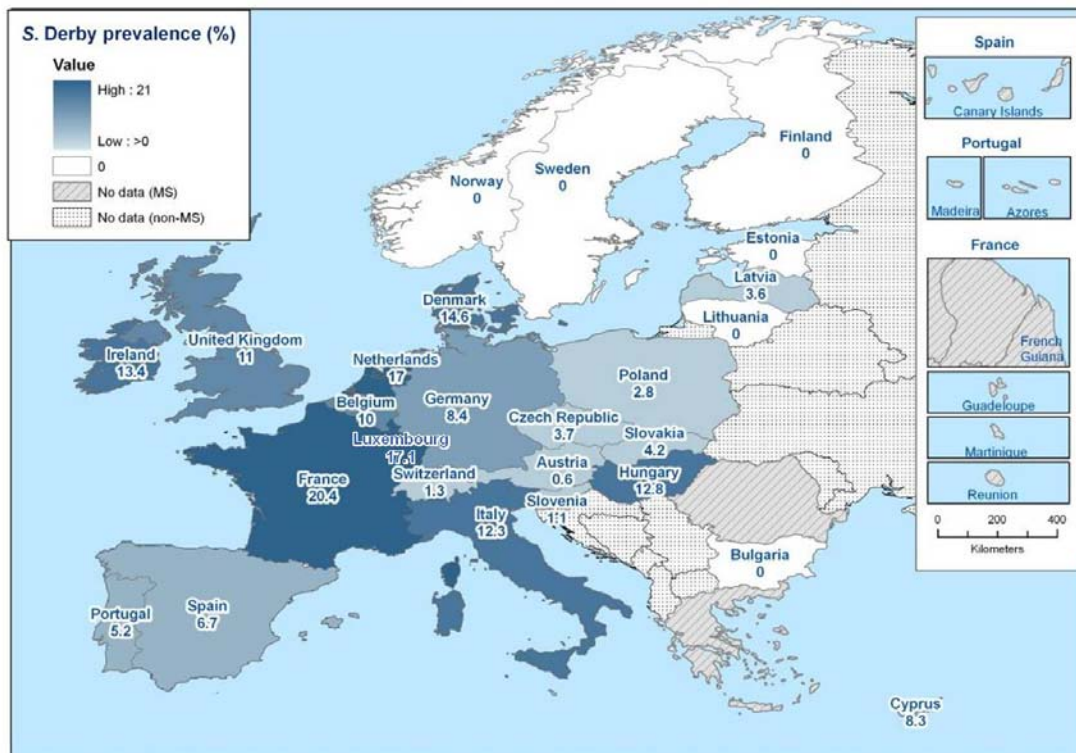 S. Derby prevalence (%)
Value
High : 21
Low : >0
0
No data (MS)
No data (non-MS)
Norway
0
Sweden
0
Finland
0
Estonia
0
Latvia
3.6
Lithuania
0
Denmark
14.6
Ireland
13.4
United Kingdom
11
Netherlands
17
Belgium
10
Luxembourg
17.1
Germany
8.4
Poland
2.8
Czech Republic
3.7
Slovakia
4.2
Austria
0.6
Hungary
12.8
Switzerland
1.3
Slovenia
1.1
France
20.4
Italy
12.3
Bulgaria
0
Portugal
5.2
Spain
6.7
Cyprus
8.3
Spain
Canary Islands
Portugal
Madeira
Azores
France
French
Guiana
Guadeloupe
Martinique
Reunion
0 200 400
Kilometers